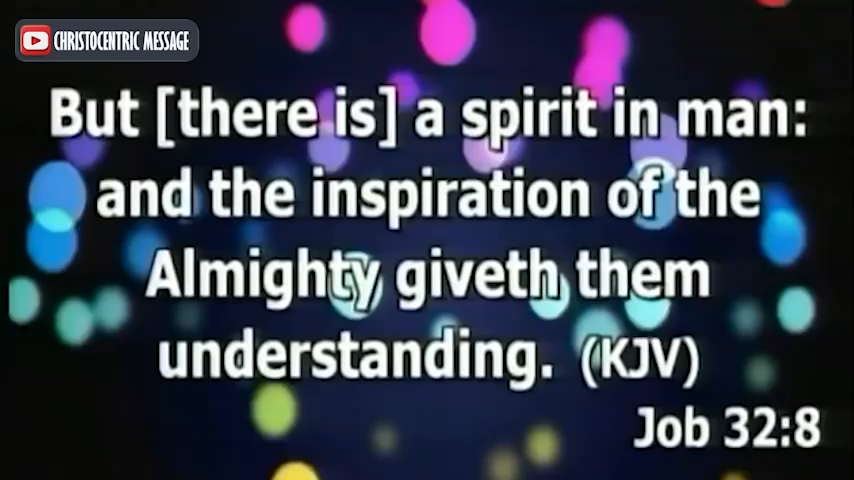 CHRISTOCENTRIC MESSAGE
But [there is] a spirit in man:
and the inspiration of the
Almighty giveth them
understanding. (KJV)
Job 32:8